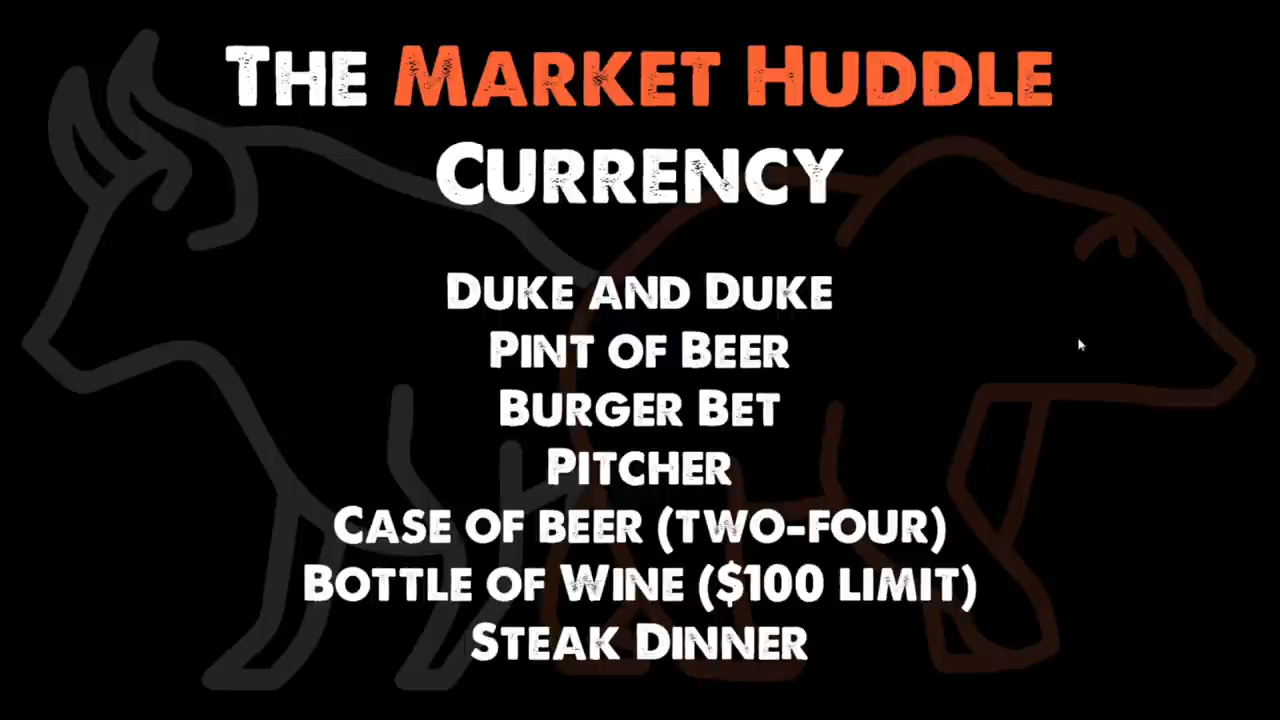 The Market Huddle
Currency
Duke and Duke
Pint of Beer
Burger Bet
Pitcher
Case of beer (two-four)
Bottle of Wine ($100 limit)
Steak Dinner